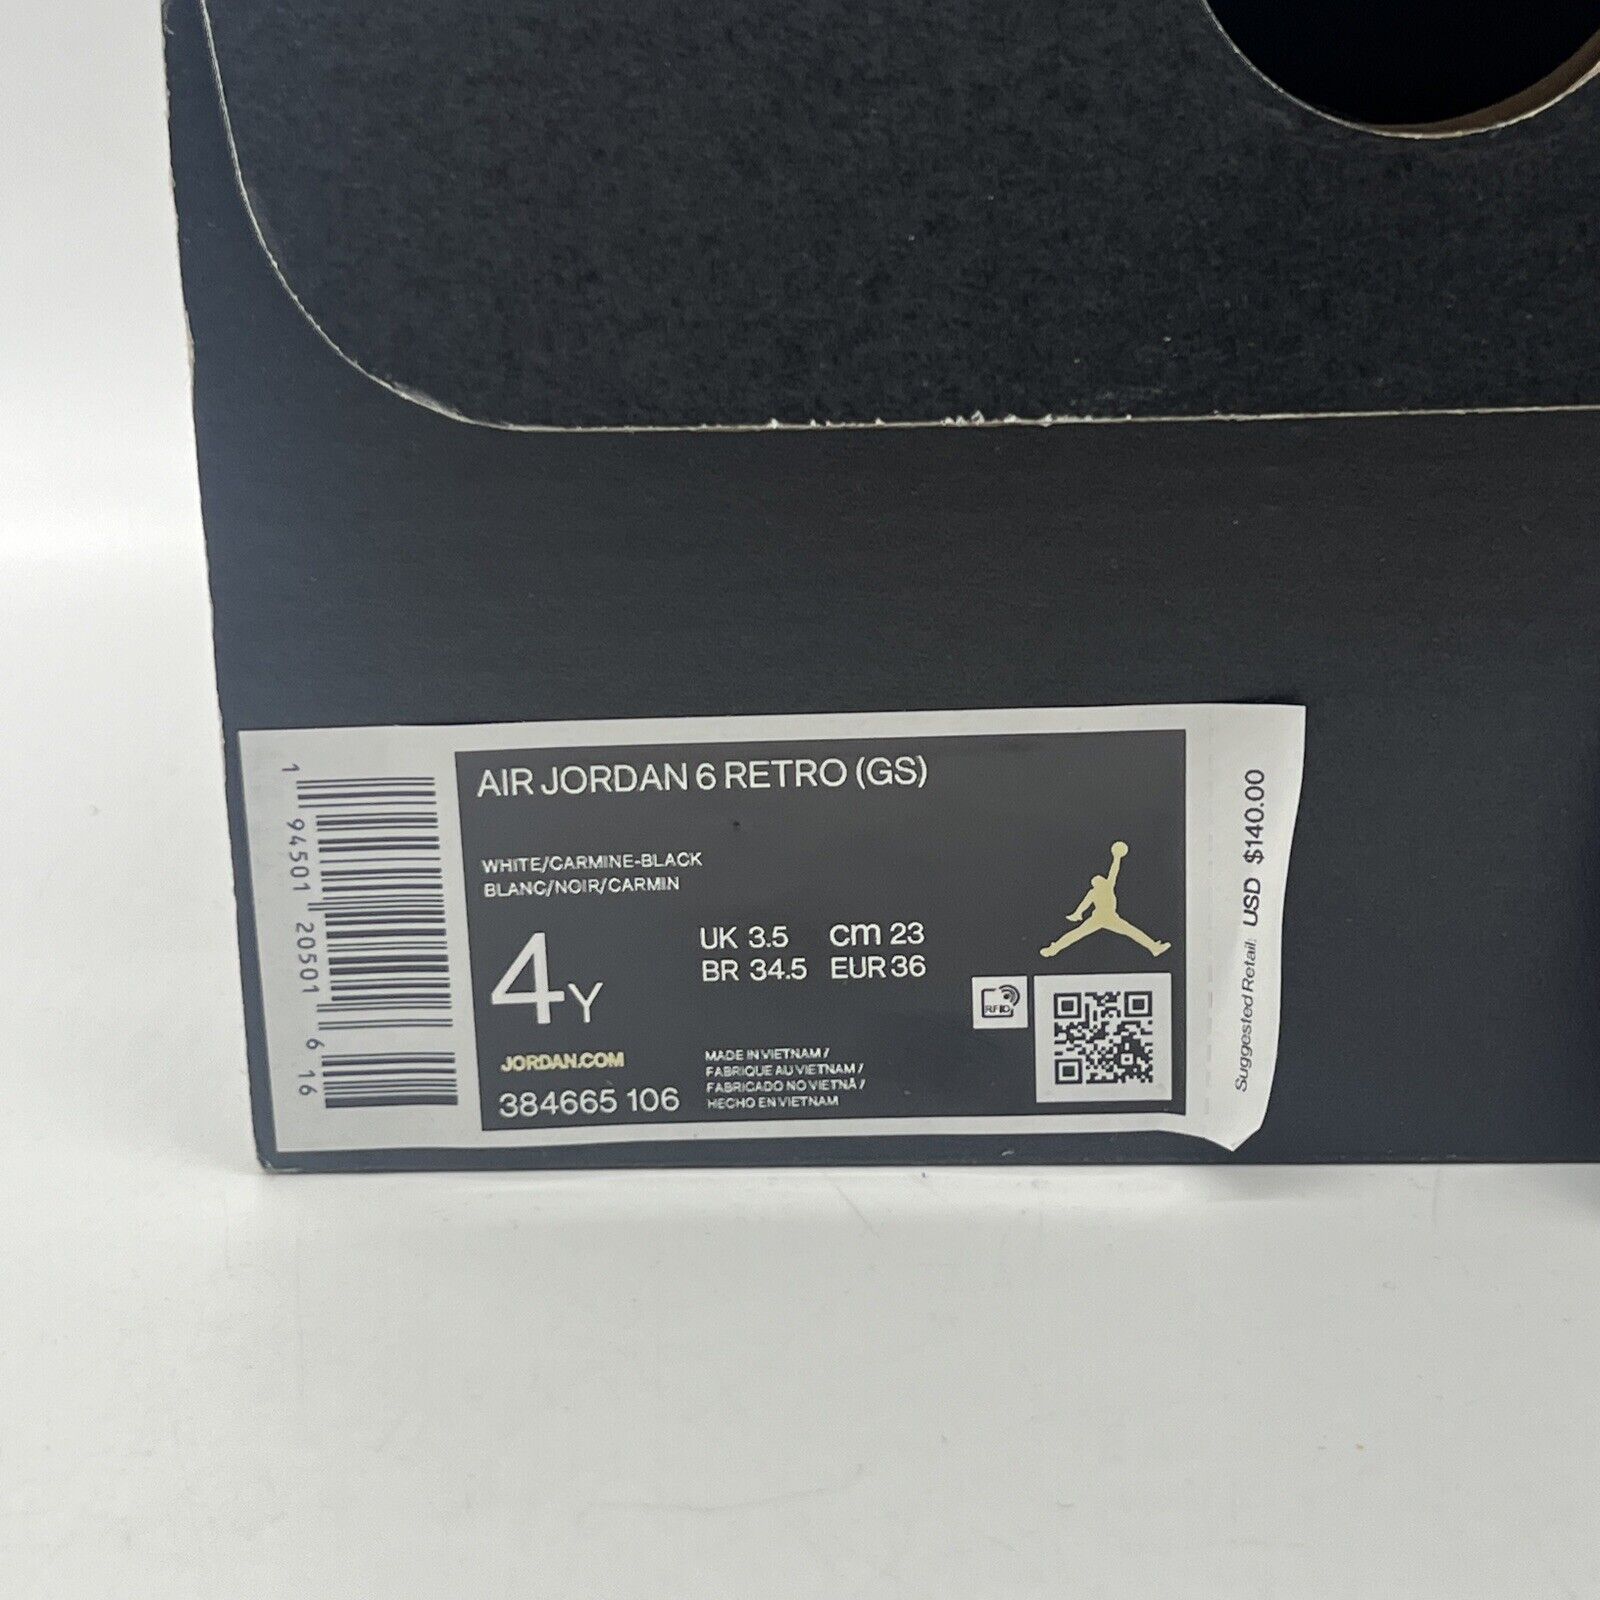 AIR JORDAN 6 RETRO (GS)
WHITE/CARMINE-BLACK
BLANC/NOIR/CARMIN
4Y
UK 3.5 cm 23
BR 34.5 EUR 36
JORDAN.COM
384665 106
MADE IN VIETNAM /
FABRIQUE AU VIETNAM /
FABRICADO NO VIETNÃ /
HECHO EN VIETNAM
RFID
1 94501 20501 6 16
Suggested Retail: USD $140.00